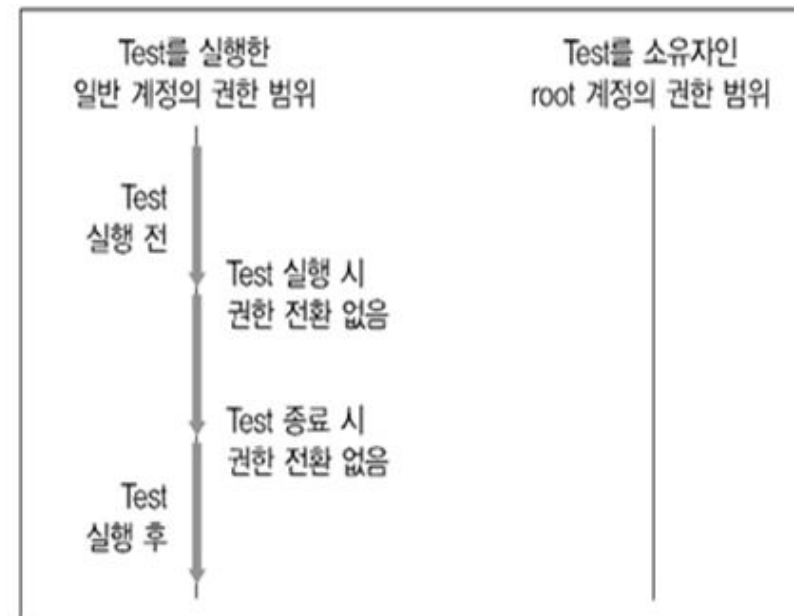 Test를 실행한
일반 계정의 권한 범위
Test를 소유자인
root 계정의 권한 범위
Test
실행 전
Test 실행 시
권한 전환 없음
Test 종료 시
권한 전환 없음
Test
실행 후